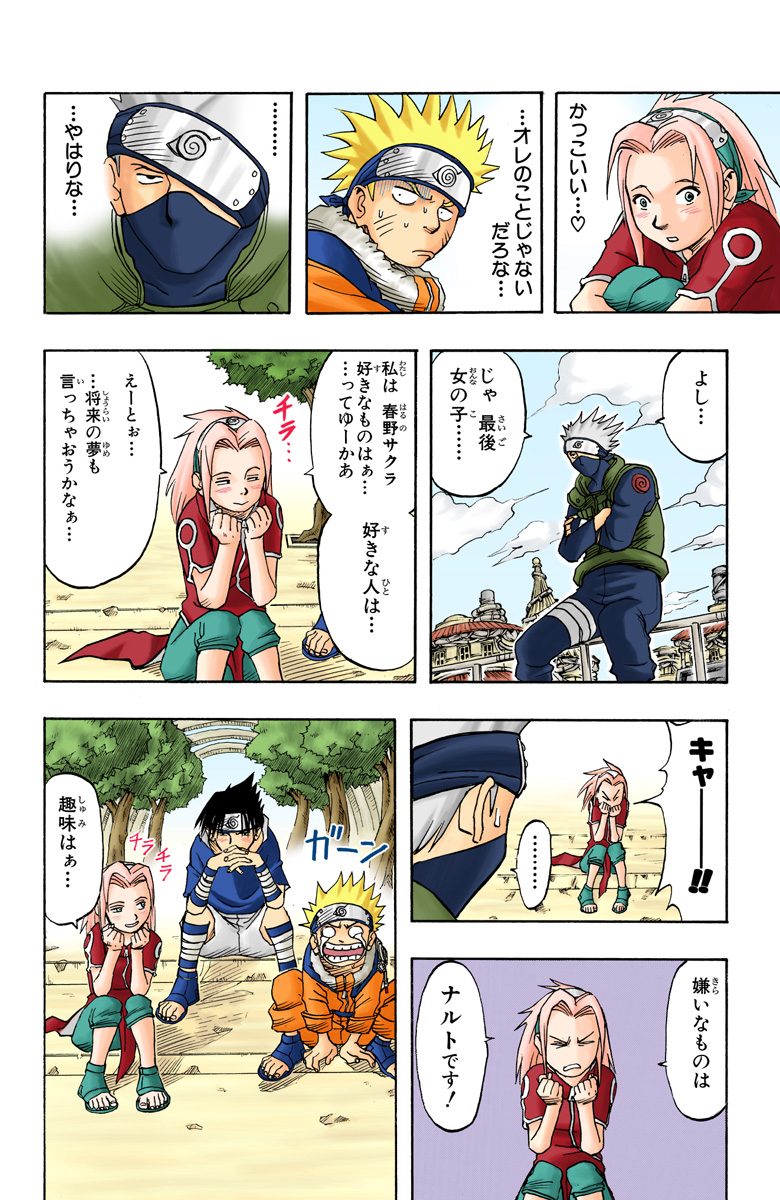 かっこいい…♡
…オレのことじゃない
だろな…
………
…やはりな…
よし…
じゃ 最後
女の子……
私は 春野サクラ
好きなものはぁ…
…ってゆーかあ
好きな人は…
チラ…
えーとぉ…
…将来の夢も
言っちゃおうかなぁ…
キャーー!!
………
嫌いなものは
ナルトです!
ガーン
チラ
チラ
趣味はぁ…